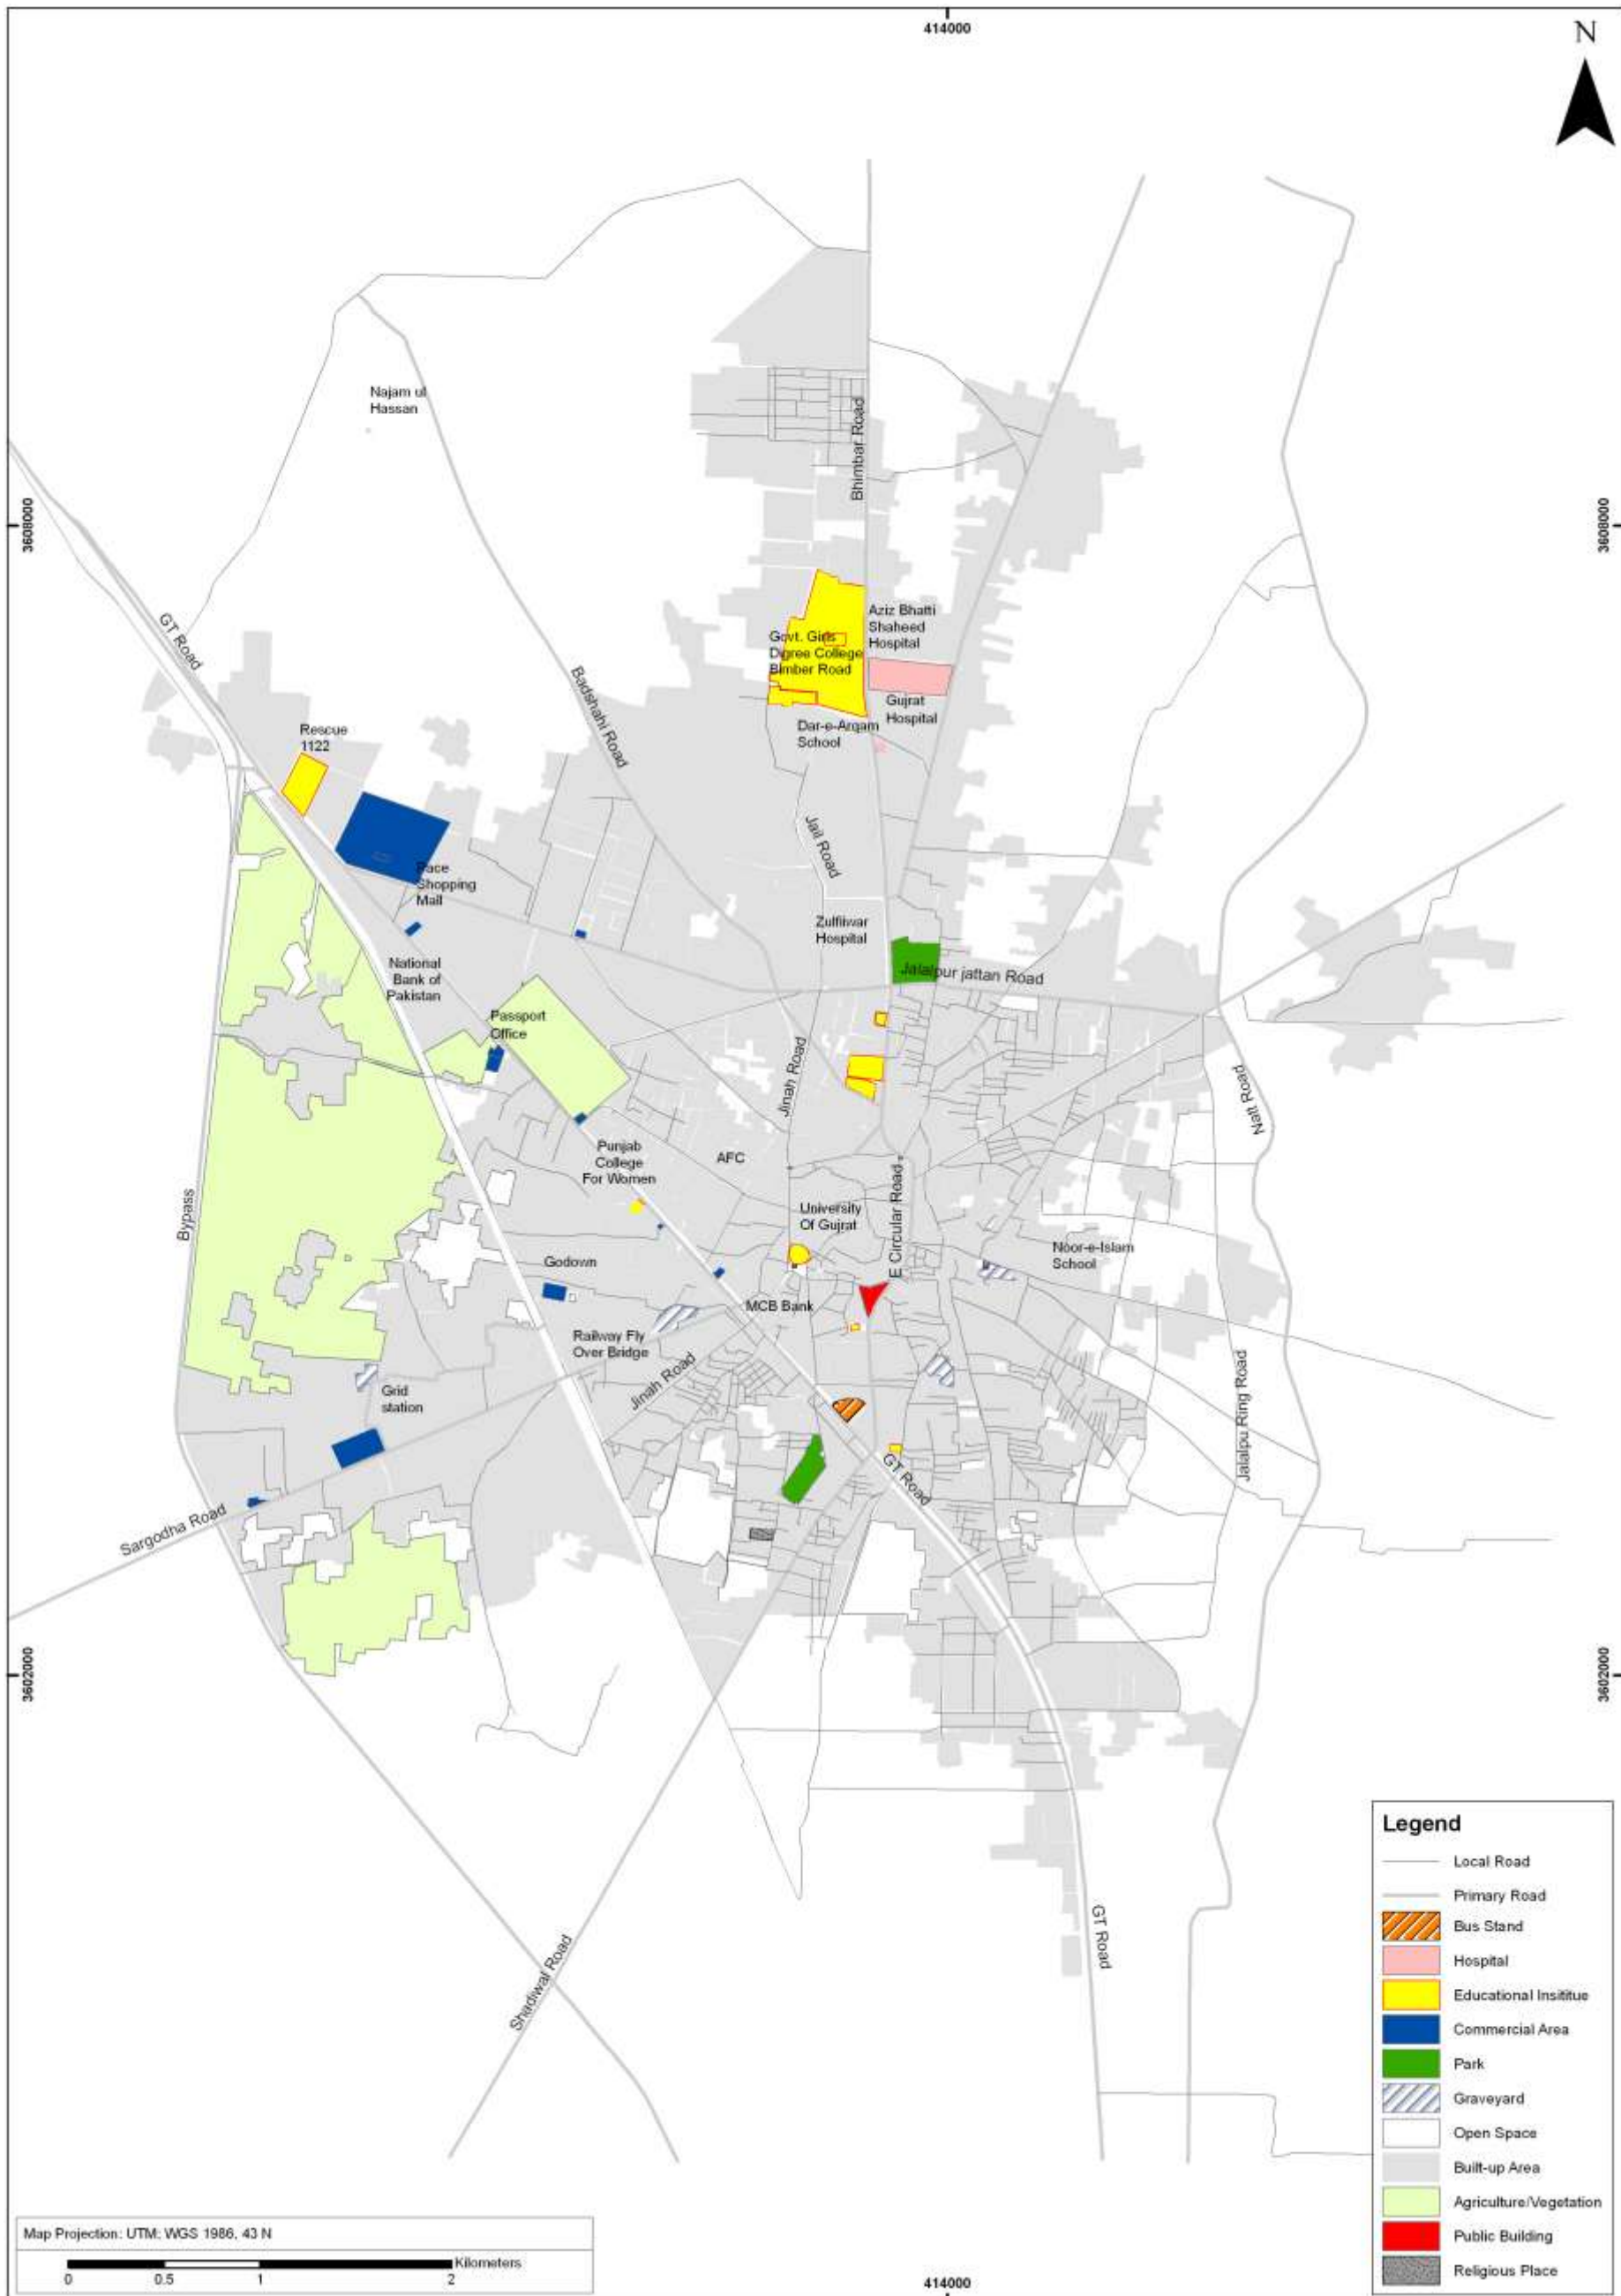 414000
N
Najam ul
Hassan
Bhimbar Road
3608000
3608000
GT Road
Aziz Bhatti
Shaheed
Hospital
Govt. Girls
Digree College
Bimber Road
Badshahi Road
Gujrat
Hospital
Dar-e-Arqam
School
Rescue
1122
Jail Road
Pace
Shopping
Mall
Zulfiiwar
Hospital
National
Bank of
Pakistan
Jalalpur jattan Road
Passport
Office
Jinah Road
Natt Road
Punjab
College
For Women
AFC
Bypass
University
Of Gujrat
E Circular Road
Noor-e-Islam
School
Godown
MCB Bank
Railway Fly
Over Bridge
Jinah Road
Grid
station
Jalalpu Ring Road
GT Road
Sargodha Road
3602000
3602000
GT Road
Shadiwal Road
Legend
Local Road
Primary Road
Bus Stand
Hospital
Educational Insititue
Commercial Area
Park
Graveyard
Open Space
Built-up Area
Agriculture/Vegetation
Public Building
Religious Place
Map Projection: UTM: WGS 1986, 43 N
Kilometers
0 0.5 1 2
414000